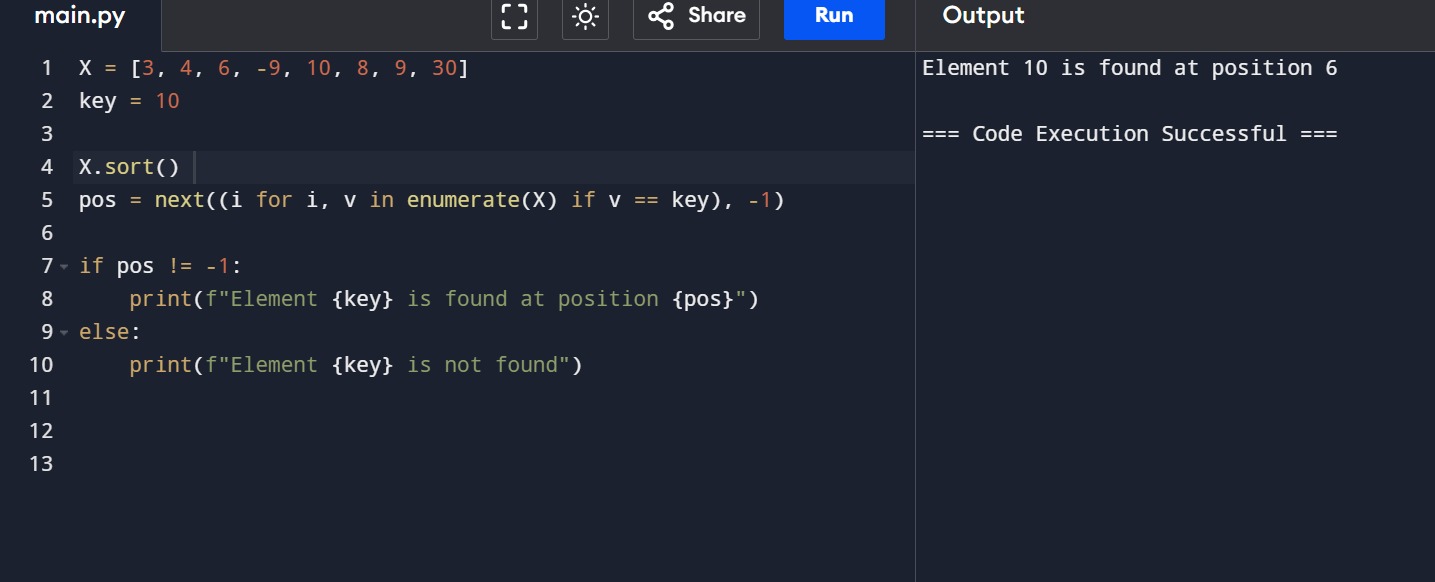 main.py Share Run Output
1 X = [3, 4, 6, -9, 10, 8, 9, 30]
2 key = 10
3
4 X.sort()
5 pos = next((i for i, v in enumerate(X) if v == key), -1)
6
7 if pos != -1:
8     print(f"Element {key} is found at position {pos}")
9 else:
10     print(f"Element {key} is not found")
11
12
13
Element 10 is found at position 6
=== Code Execution Successful ===